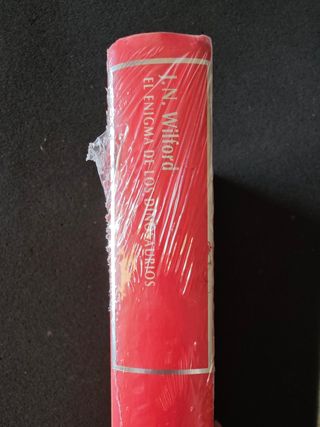 J.N. Wilford
EL ENIGMA DE LOS DINOSAURIOS